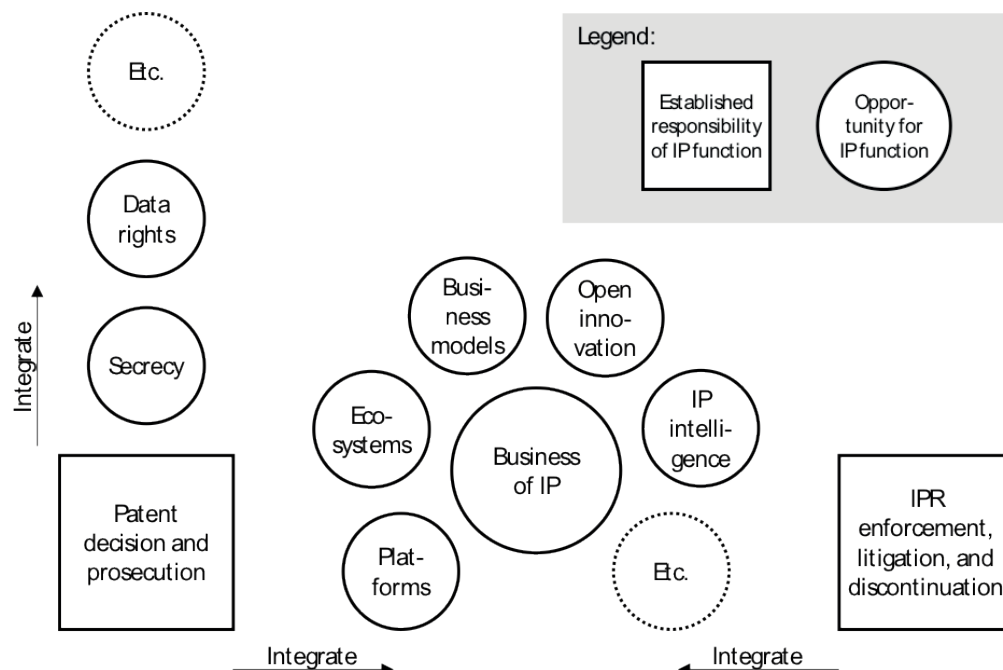 Etc.
Data
rights
Secrecy
Integrate
Patent
decision and
prosecution
Legend:
Established
responsibility
of IP function
Oppor-
tunity for
IP function
Busi-
ness
models
Open
inno-
vation
Eco-
systems
IP
intelli-
gence
Business
of IP
Plat-
forms
Etc.
IPR
enforcement,
litigation, and
discontinuation
Integrate
Integrate